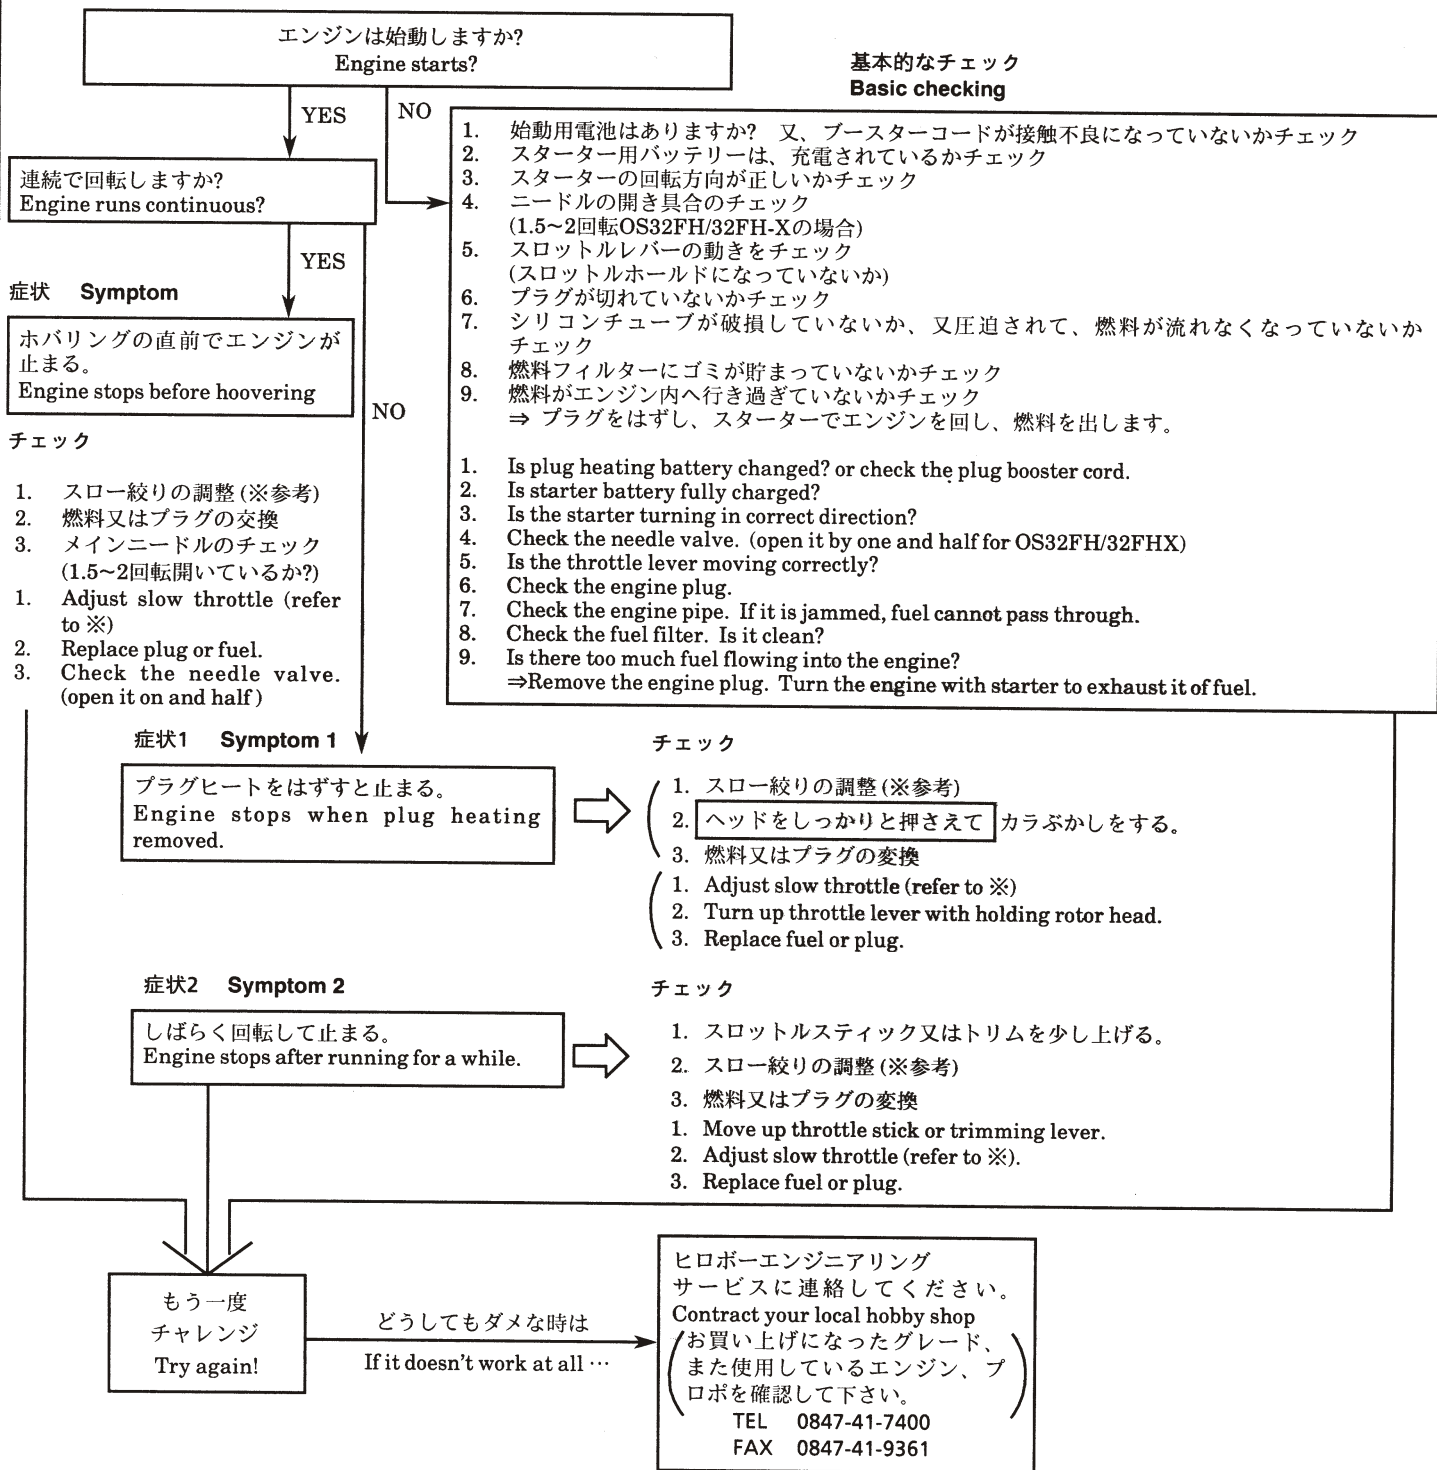 エンジンは始動しますか?
Engine starts?
YES
NO
基本的なチェック
Basic checking
1. 始動用電池はありますか? 又、ブースターコードが接触不良になっていないかチェック
2. スターター用バッテリーは、充電されているかチェック
3. スターターの回転方向が正しいかチェック
4. ニードルの開き具合のチェック
(1.5~2回転OS32FH/32FH-Xの場合)
5. スロットルレバーの動きをチェック
(スロットルホールドになっていないか)
6. プラグが切れていないかチェック
7. シリコンチューブが破損していないか、又圧迫されて、燃料が流れなくなっていないか
チェック
8. 燃料フィルターにゴミが貯まっていないかチェック
9. 燃料がエンジン内へ行き過ぎていないかチェック
⇒ プラグをはずし、スターターでエンジンを回し、燃料を出します。
1. Is plug heating battery changed? or check the plug booster cord.
2. Is starter battery fully charged?
3. Is the starter turning in correct direction?
4. Check the needle valve. (open it by one and half for OS32FH/32FHX)
5. Is the throttle lever moving correctly?
6. Check the engine plug.
7. Check the engine pipe. If it is jammed, fuel cannot pass through.
8. Check the fuel filter. Is it clean?
9. Is there too much fuel flowing into the engine?
⇒Remove the engine plug. Turn the engine with starter to exhaust it of fuel.
連続で回転しますか?
Engine runs continuous?
YES
NO
症状 Symptom
ホバリングの直前でエンジンが
止まる。
Engine stops before hoovering
チェック
1. スロー絞りの調整 (※参考)
2. 燃料又はプラグの交換
3. メインニードルのチェック
(1.5~2回転開いているか?)
1. Adjust slow throttle (refer
to ※)
2. Replace plug or fuel.
3. Check the needle valve.
(open it on and half )
症状1 Symptom 1
プラグヒートをはずすと止まる。
Engine stops when plug heating
removed.
チェック
1. スロー絞りの調整 (※参考)
2. ヘッドをしっかりと押さえて カラぶかしをする。
3. 燃料又はプラグの変換
1. Adjust slow throttle (refer to ※)
2. Turn up throttle lever with holding rotor head.
3. Replace fuel or plug.
症状2 Symptom 2
しばらく回転して止まる。
Engine stops after running for a while.
チェック
1. スロットルスティック又はトリムを少し上げる。
2. スロー絞りの調整 (※参考)
3. 燃料又はプラグの変換
1. Move up throttle stick or trimming lever.
2. Adjust slow throttle (refer to ※).
3. Replace fuel or plug.
もう一度
チャレンジ
Try again!
どうしてもダメな時は
If it doesn't work at all …
ヒロボーエンジニアリング
サービスに連絡してください。
Contract your local hobby shop
(お買い上げになったグレード、
また使用しているエンジン、プ
ロポを確認して下さい。)
TEL 0847-41-7400
FAX 0847-41-9361